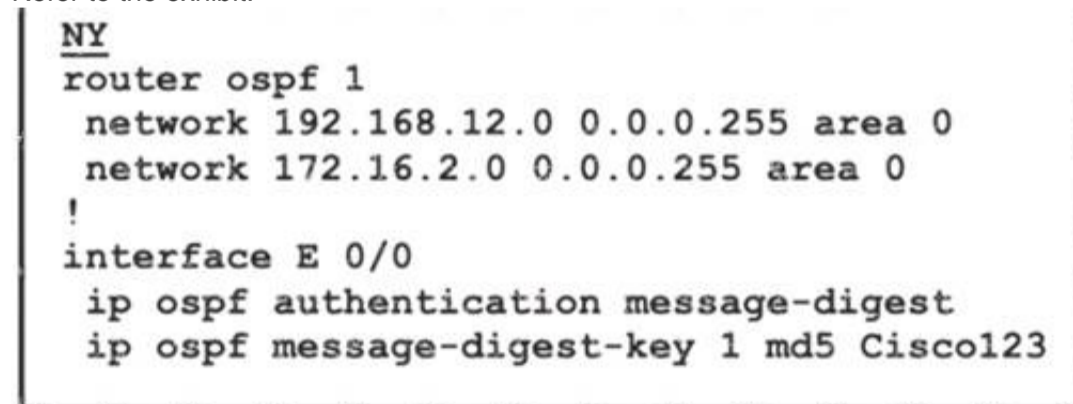 NY
router ospf 1
network 192.168.12.0 0.0.0.255 area 0
network 172.16.2.0 0.0.0.255 area 0
!
interface E 0/0
ip ospf authentication message-digest
ip ospf message-digest-key 1 md5 Cisco123